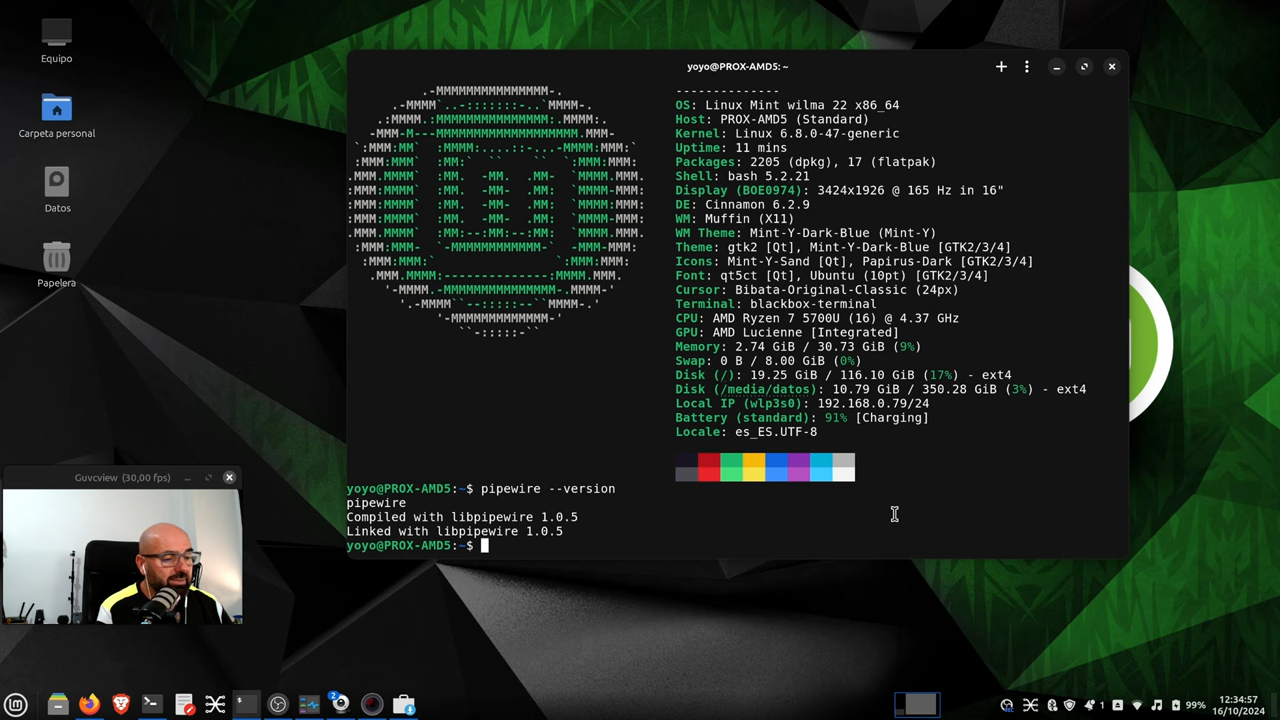 Equipo
Carpeta personal
Datos
Papelera
yoyo@PROX-AMD5: ~
--------------
OS: Linux Mint wilma 22 x86_64
Host: PROX-AMD5 (Standard)
Kernel: Linux 6.8.0-47-generic
Uptime: 11 mins
Packages: 2205 (dpkg), 17 (flatpak)
Shell: bash 5.2.21
Display (BOE0974): 3424x1926 @ 165 Hz in 16"
DE: Cinnamon 6.2.9
WM: Muffin (X11)
WM Theme: Mint-Y-Dark-Blue (Mint-Y)
Theme: gtk2 [Qt], Mint-Y-Dark-Blue [GTK2/3/4]
Icons: Mint-Y-Sand [Qt], Papirus-Dark [GTK2/3/4]
Font: qt5ct [Qt], Ubuntu (10pt) [GTK2/3/4]
Cursor: Bibata-Original-Classic (24px)
Terminal: blackbox-terminal
CPU: AMD Ryzen 7 5700U (16) @ 4.37 GHz
GPU: AMD Lucienne [Integrated]
Memory: 2.74 GiB / 30.73 GiB (9%)
Swap: 0 B / 8.00 GiB (0%)
Disk (/): 19.25 GiB / 116.10 GiB (17%) - ext4
Disk (/media/datos): 10.79 GiB / 350.28 GiB (3%) - ext4
Local IP (wlp3s0): 192.168.0.79/24
Battery (standard): 91% [Charging]
Locale: es_ES.UTF-8
yoyo@PROX-AMD5:~$ pipewire --version
pipewire
Compiled with libpipewire 1.0.5
Linked with libpipewire 1.0.5
yoyo@PROX-AMD5:~$
Guvcview (30,00 fps)
2
1
99%
12:34:57
16/10/2024